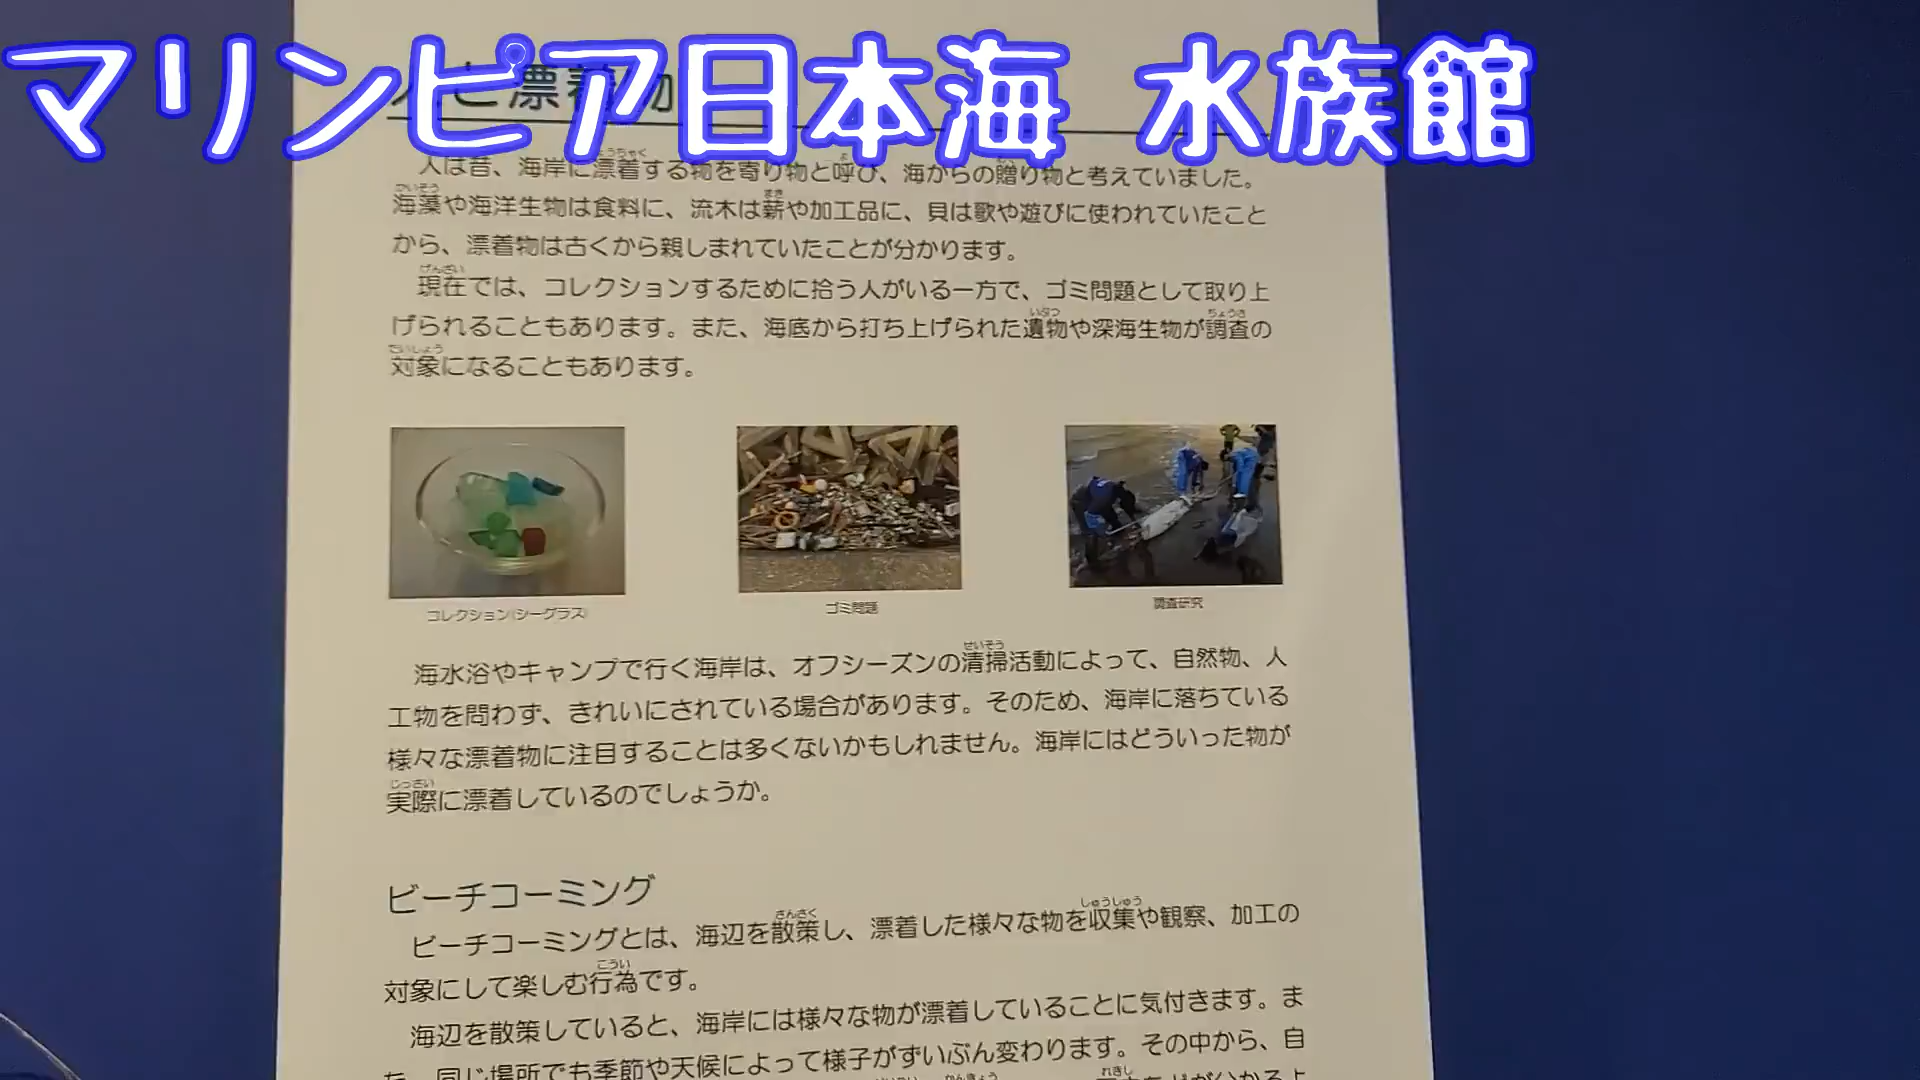 マリンピア日本海 水族館
と漂着物
人は昔、海岸に漂着する物を寄り物と呼び、海からの贈り物と考えていました。
海藻や海洋生物は食料に、流木は薪や加工品に、貝は歌や遊びに使われていたこと
から、漂着物は古くから親しまれていたことが分かります。
現在では、コレクションするために拾う人がいる一方で、ゴミ問題として取り上
げられることもあります。また、海底から打ち上げられた遺物や深海生物が調査の
対象になることもあります。
コレクション(シーグラス)
ゴミ問題
調査研究
海水浴やキャンプで行く海岸は、オフシーズンの清掃活動によって、自然物、人
工物を問わず、きれいにされている場合があります。そのため、海岸に落ちている
様々な漂着物に注目することは多くないかもしれません。海岸にはどういった物が
実際に漂着しているのでしょうか。
ビーチコーミング
ビーチコーミングとは、海辺を散策し、漂着した様々な物を収集や観察、加工の
対象にして楽しむ行為です。
海辺を散策していると、海岸には様々な物が漂着していることに気付きます。ま
た、同じ場所でも季節や天候によって様子がずいぶん変わります。その中から、自